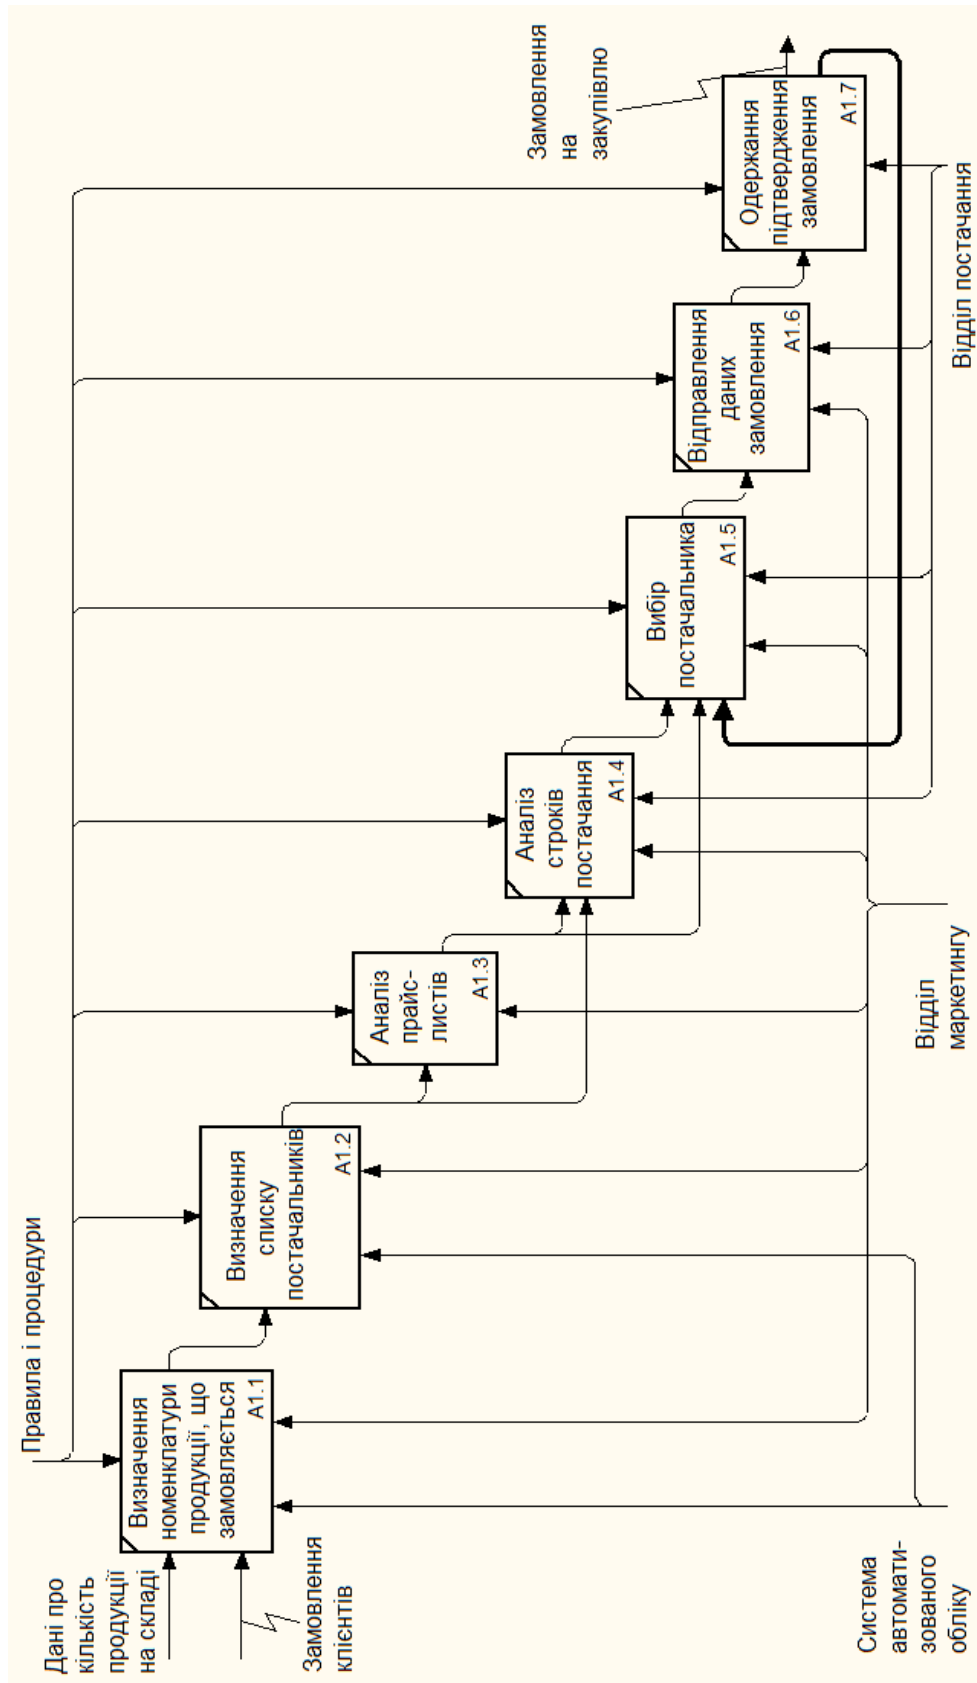 Правила і процедури
Дані про
кількість
продукції
на складі
Замовлення
клієнтів
Визначення
номенклатури
продукції, що
замовляється
A1.1
Визначення
списку
постачальників
A1.2
Аналіз
прайс-
листів
A1.3
Аналіз
строків
постачання
A1.4
Вибір
постачальника
A1.5
Відправлення
даних
замовлення
A1.6
Одержання
підтвердження
замовлення
A1.7
Замовлення
на
закупівлю
Система
автомати-
зованого
обліку
Відділ
маркетингу
Відділ постачання